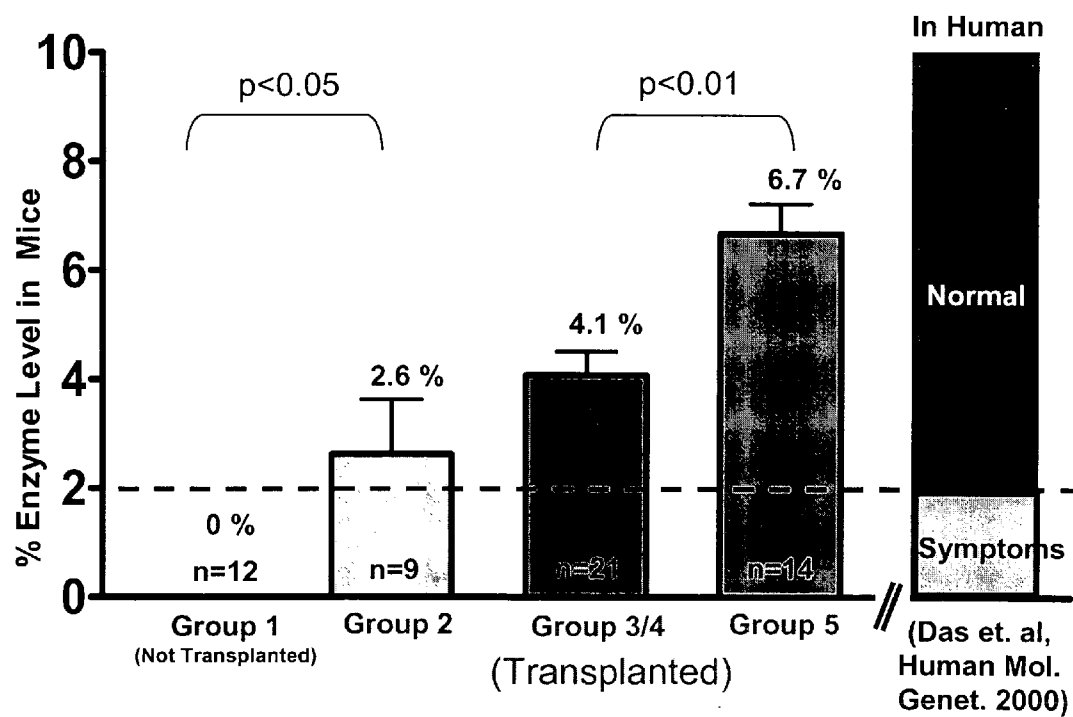 In Human
10
8
6
4
2
0
% Enzyme Level in Mice
p<0.05
p<0.01
6.7 %
4.1 %
2.6 %
0 %
Normal
Symptoms
n=12
n=9
n=21
n=14
Group 1
(Not Transplanted)
Group 2
Group 3/4
Group 5
(Transplanted)
//
(Das et. al,
Human Mol.
Genet. 2000)